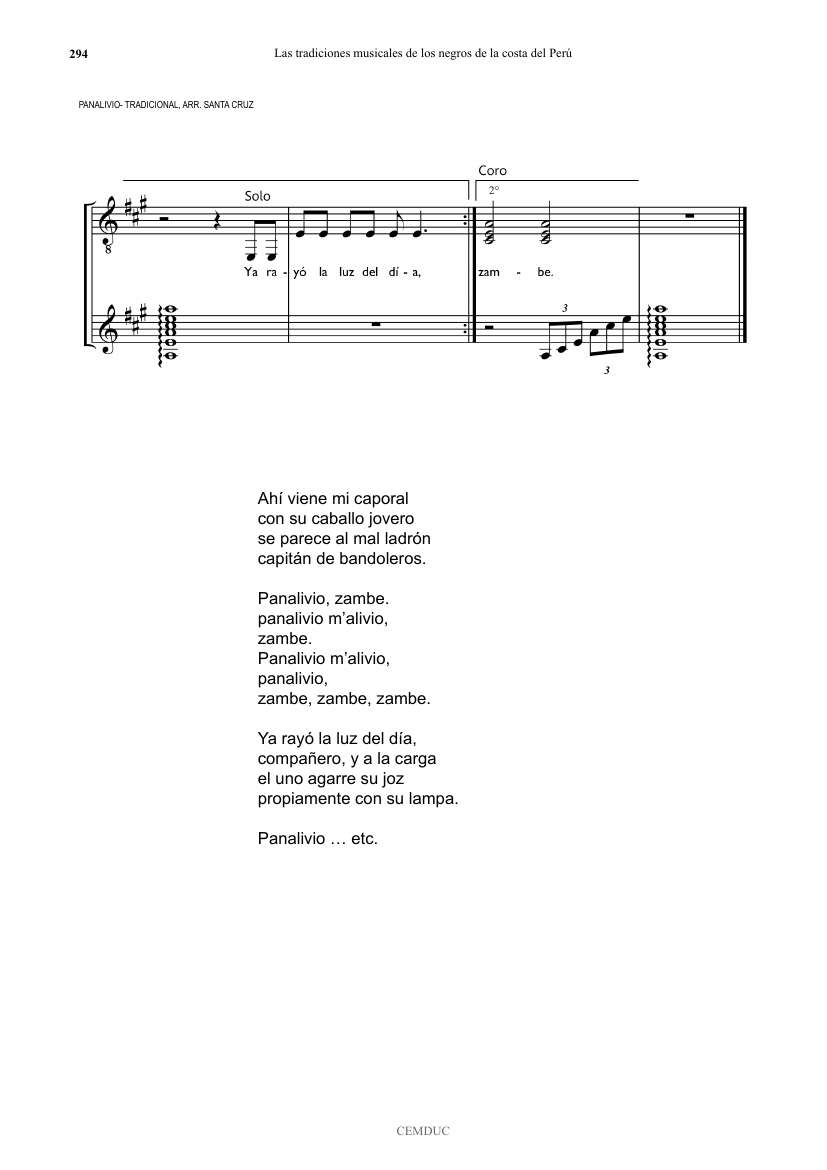 294
Las tradiciones musicales de los negros de la costa del Perú
PANALIVIO- TRADICIONAL, ARR. SANTA CRUZ
Coro
2°
Solo
8
Ya ra - yó la luz del dí - a, zam - be.
3
3
Ahí viene mi caporal
con su caballo jovero
se parece al mal ladrón
capitán de bandoleros.
Panalivio, zambe.
panalivio m’alivio,
zambe.
Panalivio m’alivio,
panalivio,
zambe, zambe, zambe.
Ya rayó la luz del día,
compañero, y a la carga
el uno agarre su joz
propiamente con su lampa.
Panalivio … etc.
CEMDUC